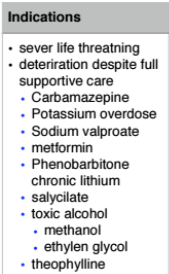 Indications
• sever life threatning
• deteriration despite full
supportive care
• Carbamazepine
• Potassium overdose
• Sodium valproate
• metformin
• Phenobarbitone
chronic lithium
• salycilate
• toxic alcohol
• methanol
• ethylen glycol
• theophylline